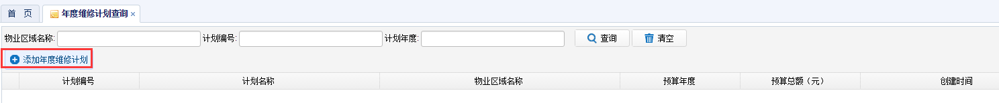 首 页 年度维修计划查询 ×
物业区域名称: 计划编号: 计划年度: 查询 清空
添加年度维修计划
计划编号 计划名称 物业区域名称 预算年度 预算总额（元） 创建时间